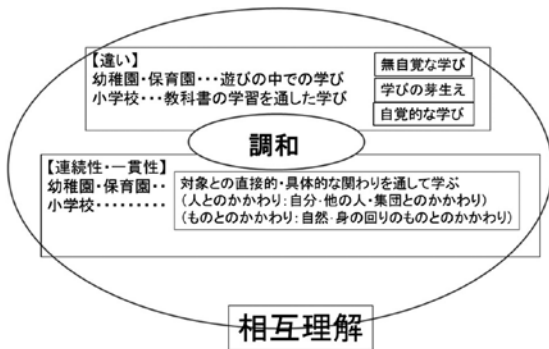 【違い】
幼稚園・保育園・・・遊びの中での学び
小学校・・・教科書の学習を通した学び
無自覚な学び
学びの芽生え
自覚的な学び
調和
【連続性・一貫性】
幼稚園・保育園・・
小学校・・・・・・・・・
対象との直接的・具体的な関わりを通して学ぶ
(人とのかかわり:自分・他の人・集団とのかかわり)
(ものとのかかわり:自然・身の回りのものとのかかわり)
相互理解